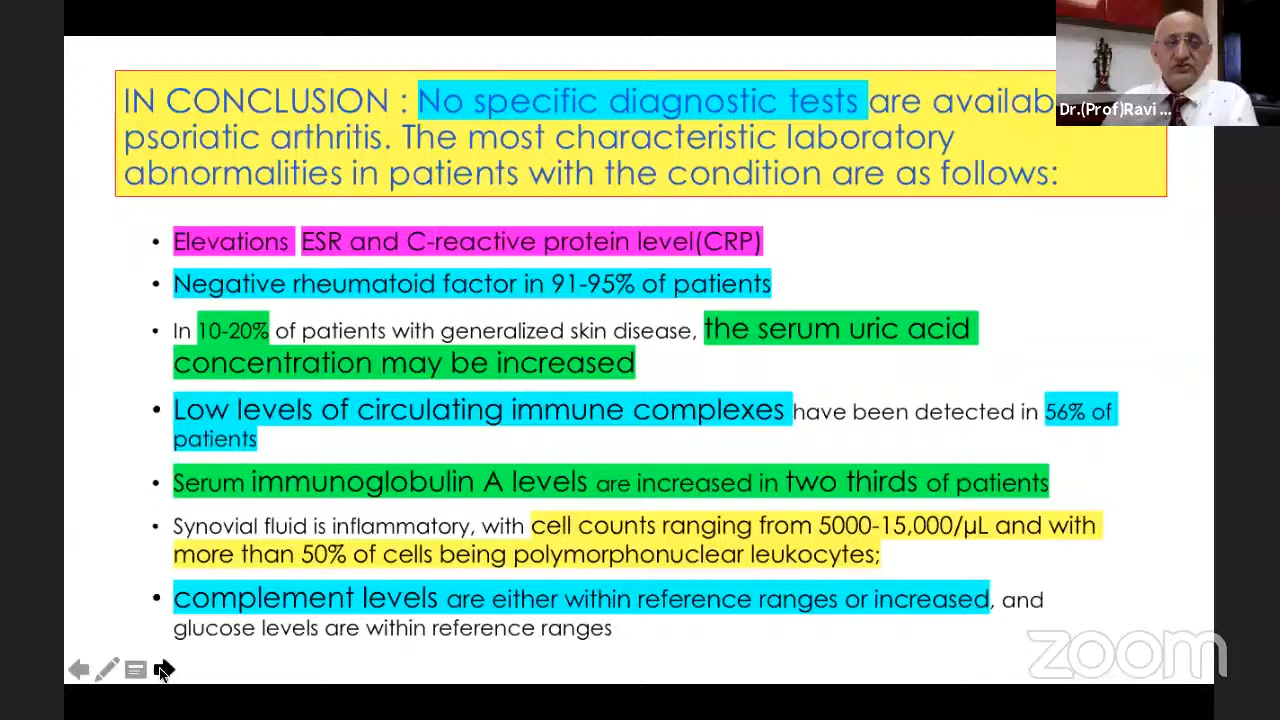 IN CONCLUSION : No specific diagnostic tests are availab
psoriatic arthritis. The most characteristic laboratory
abnormalities in patients with the condition are as follows:
Dr.(Prof)Ravi ...
• Elevations ESR and C-reactive protein level(CRP)
• Negative rheumatoid factor in 91-95% of patients
• In 10-20% of patients with generalized skin disease, the serum uric acid
concentration may be increased
• Low levels of circulating immune complexes have been detected in 56% of
patients
• Serum immunoglobulin A levels are increased in two thirds of patients
• Synovial fluid is inflammatory, with cell counts ranging from 5000-15,000/µL and with
more than 50% of cells being polymorphonuclear leukocytes;
• complement levels are either within reference ranges or increased, and
glucose levels are within reference ranges
zoom